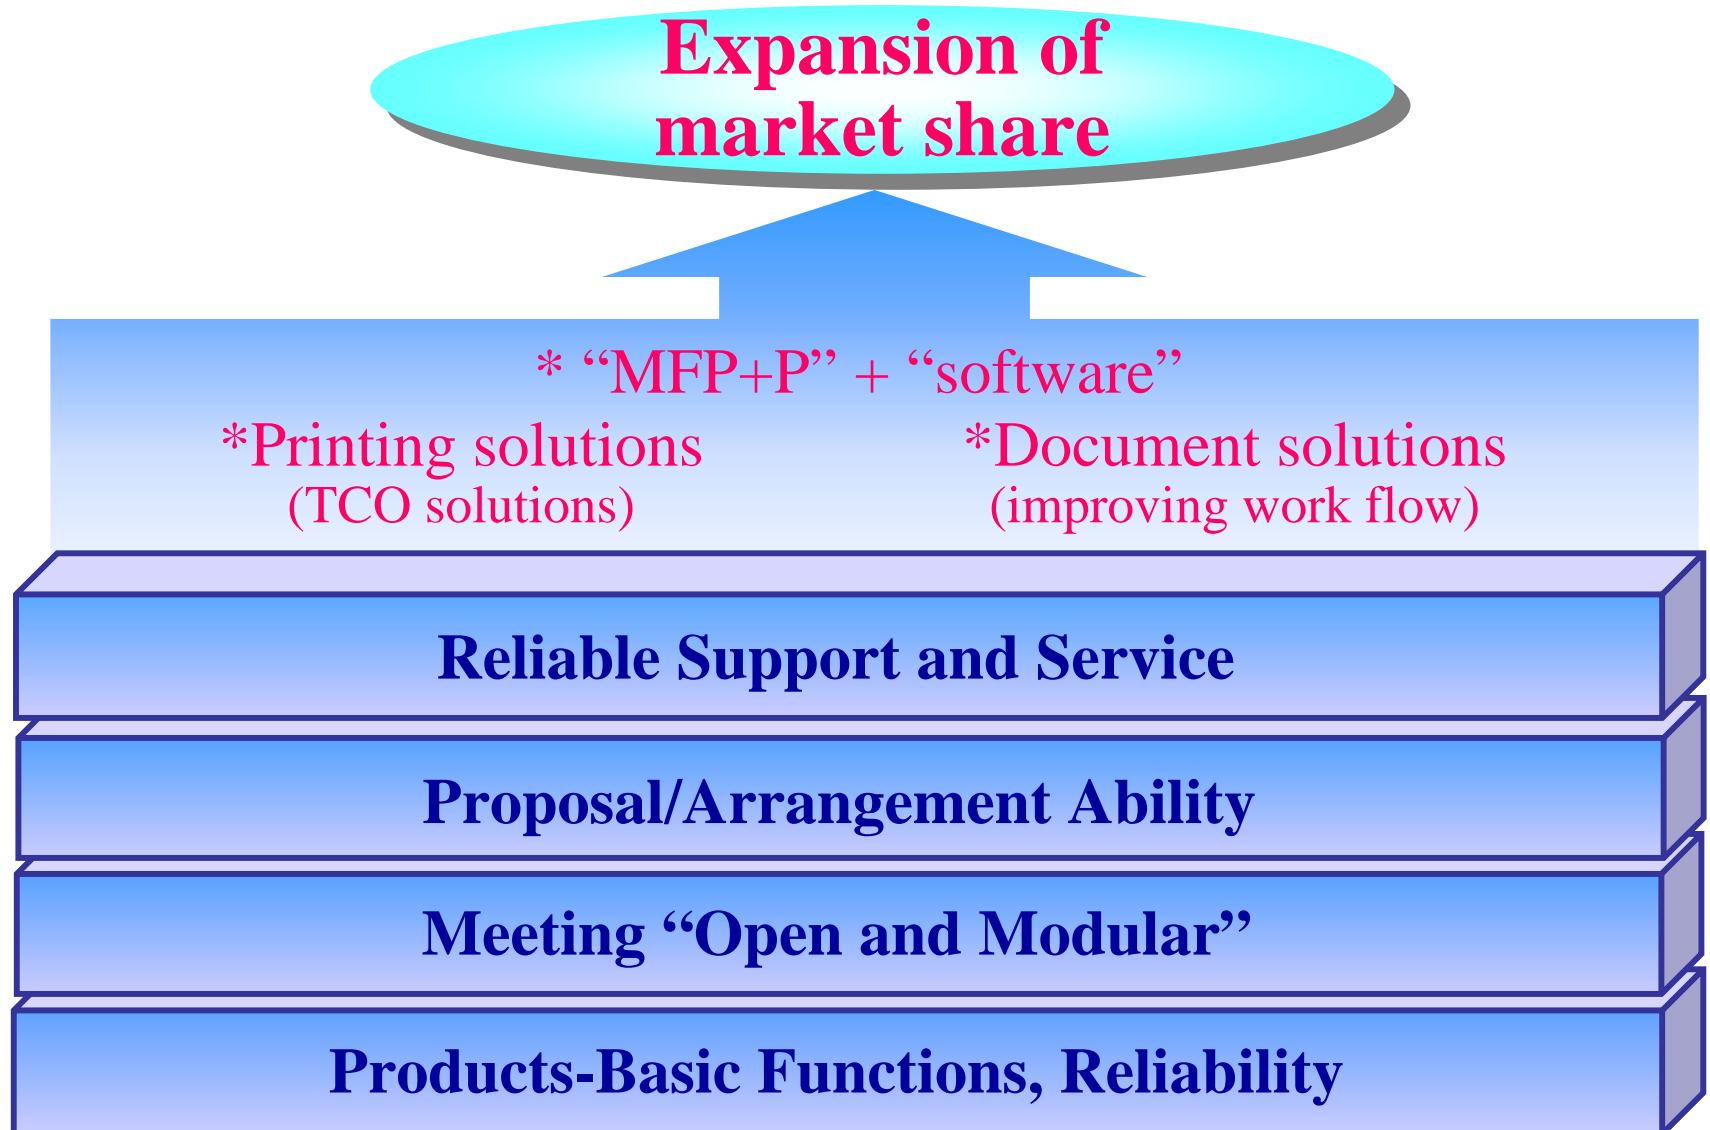 Expansion of
market share
* “MFP+P” + “software”
*Printing solutions *Document solutions
(TCO solutions) (improving work flow)
Reliable Support and Service
Proposal/Arrangement Ability
Meeting “Open and Modular”
Products-Basic Functions, Reliability